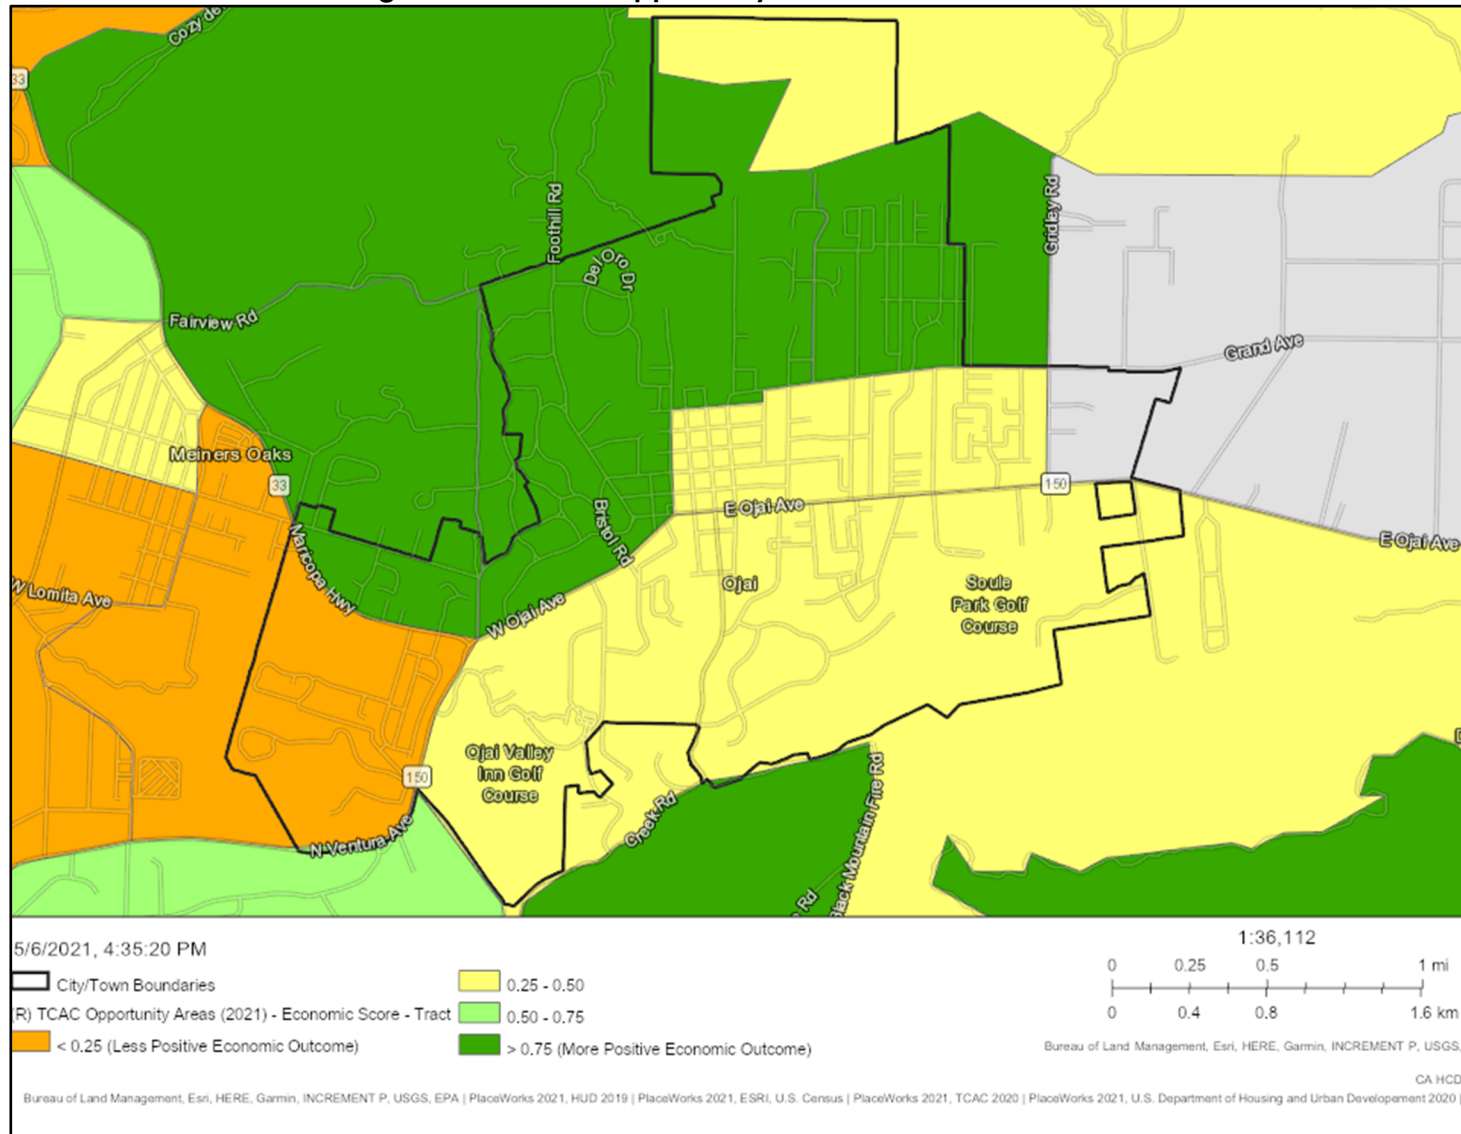 Cozy de
33
Foothill Rd
Gridley Rd
Del Oro Dr
Fairview Rd
Grand Ave
Meiners Oaks
33
150
Bristol Rd
E Ojai Ave
E Ojai Ave
Maricopa Hwy
W Lomita Ave
Ojai
Soule
Park Golf
Course
W Ojai Ave
Ojai Valley
Inn Golf
Course
150
Creek Rd
Black Mountain Fire Rd
N Ventura Ave
Rd
5/6/2021, 4:35:20 PM
City/Town Boundaries
(R) TCAC Opportunity Areas (2021) - Economic Score - Tract
< 0.25 (Less Positive Economic Outcome)
0.25 - 0.50
0.50 - 0.75
> 0.75 (More Positive Economic Outcome)
1:36,112
0 0.25 0.5 1 mi
0 0.4 0.8 1.6 km
Bureau of Land Management, Esri, HERE, Garmin, INCREMENT P, USGS,
CA HCD
Bureau of Land Management, Esri, HERE, Garmin, INCREMENT P, USGS, EPA | PlaceWorks 2021, HUD 2019 | PlaceWorks 2021, ESRI, U.S. Census | PlaceWorks 2021, TCAC 2020 | PlaceWorks 2021, U.S. Department of Housing and Urban Developement 2020 |